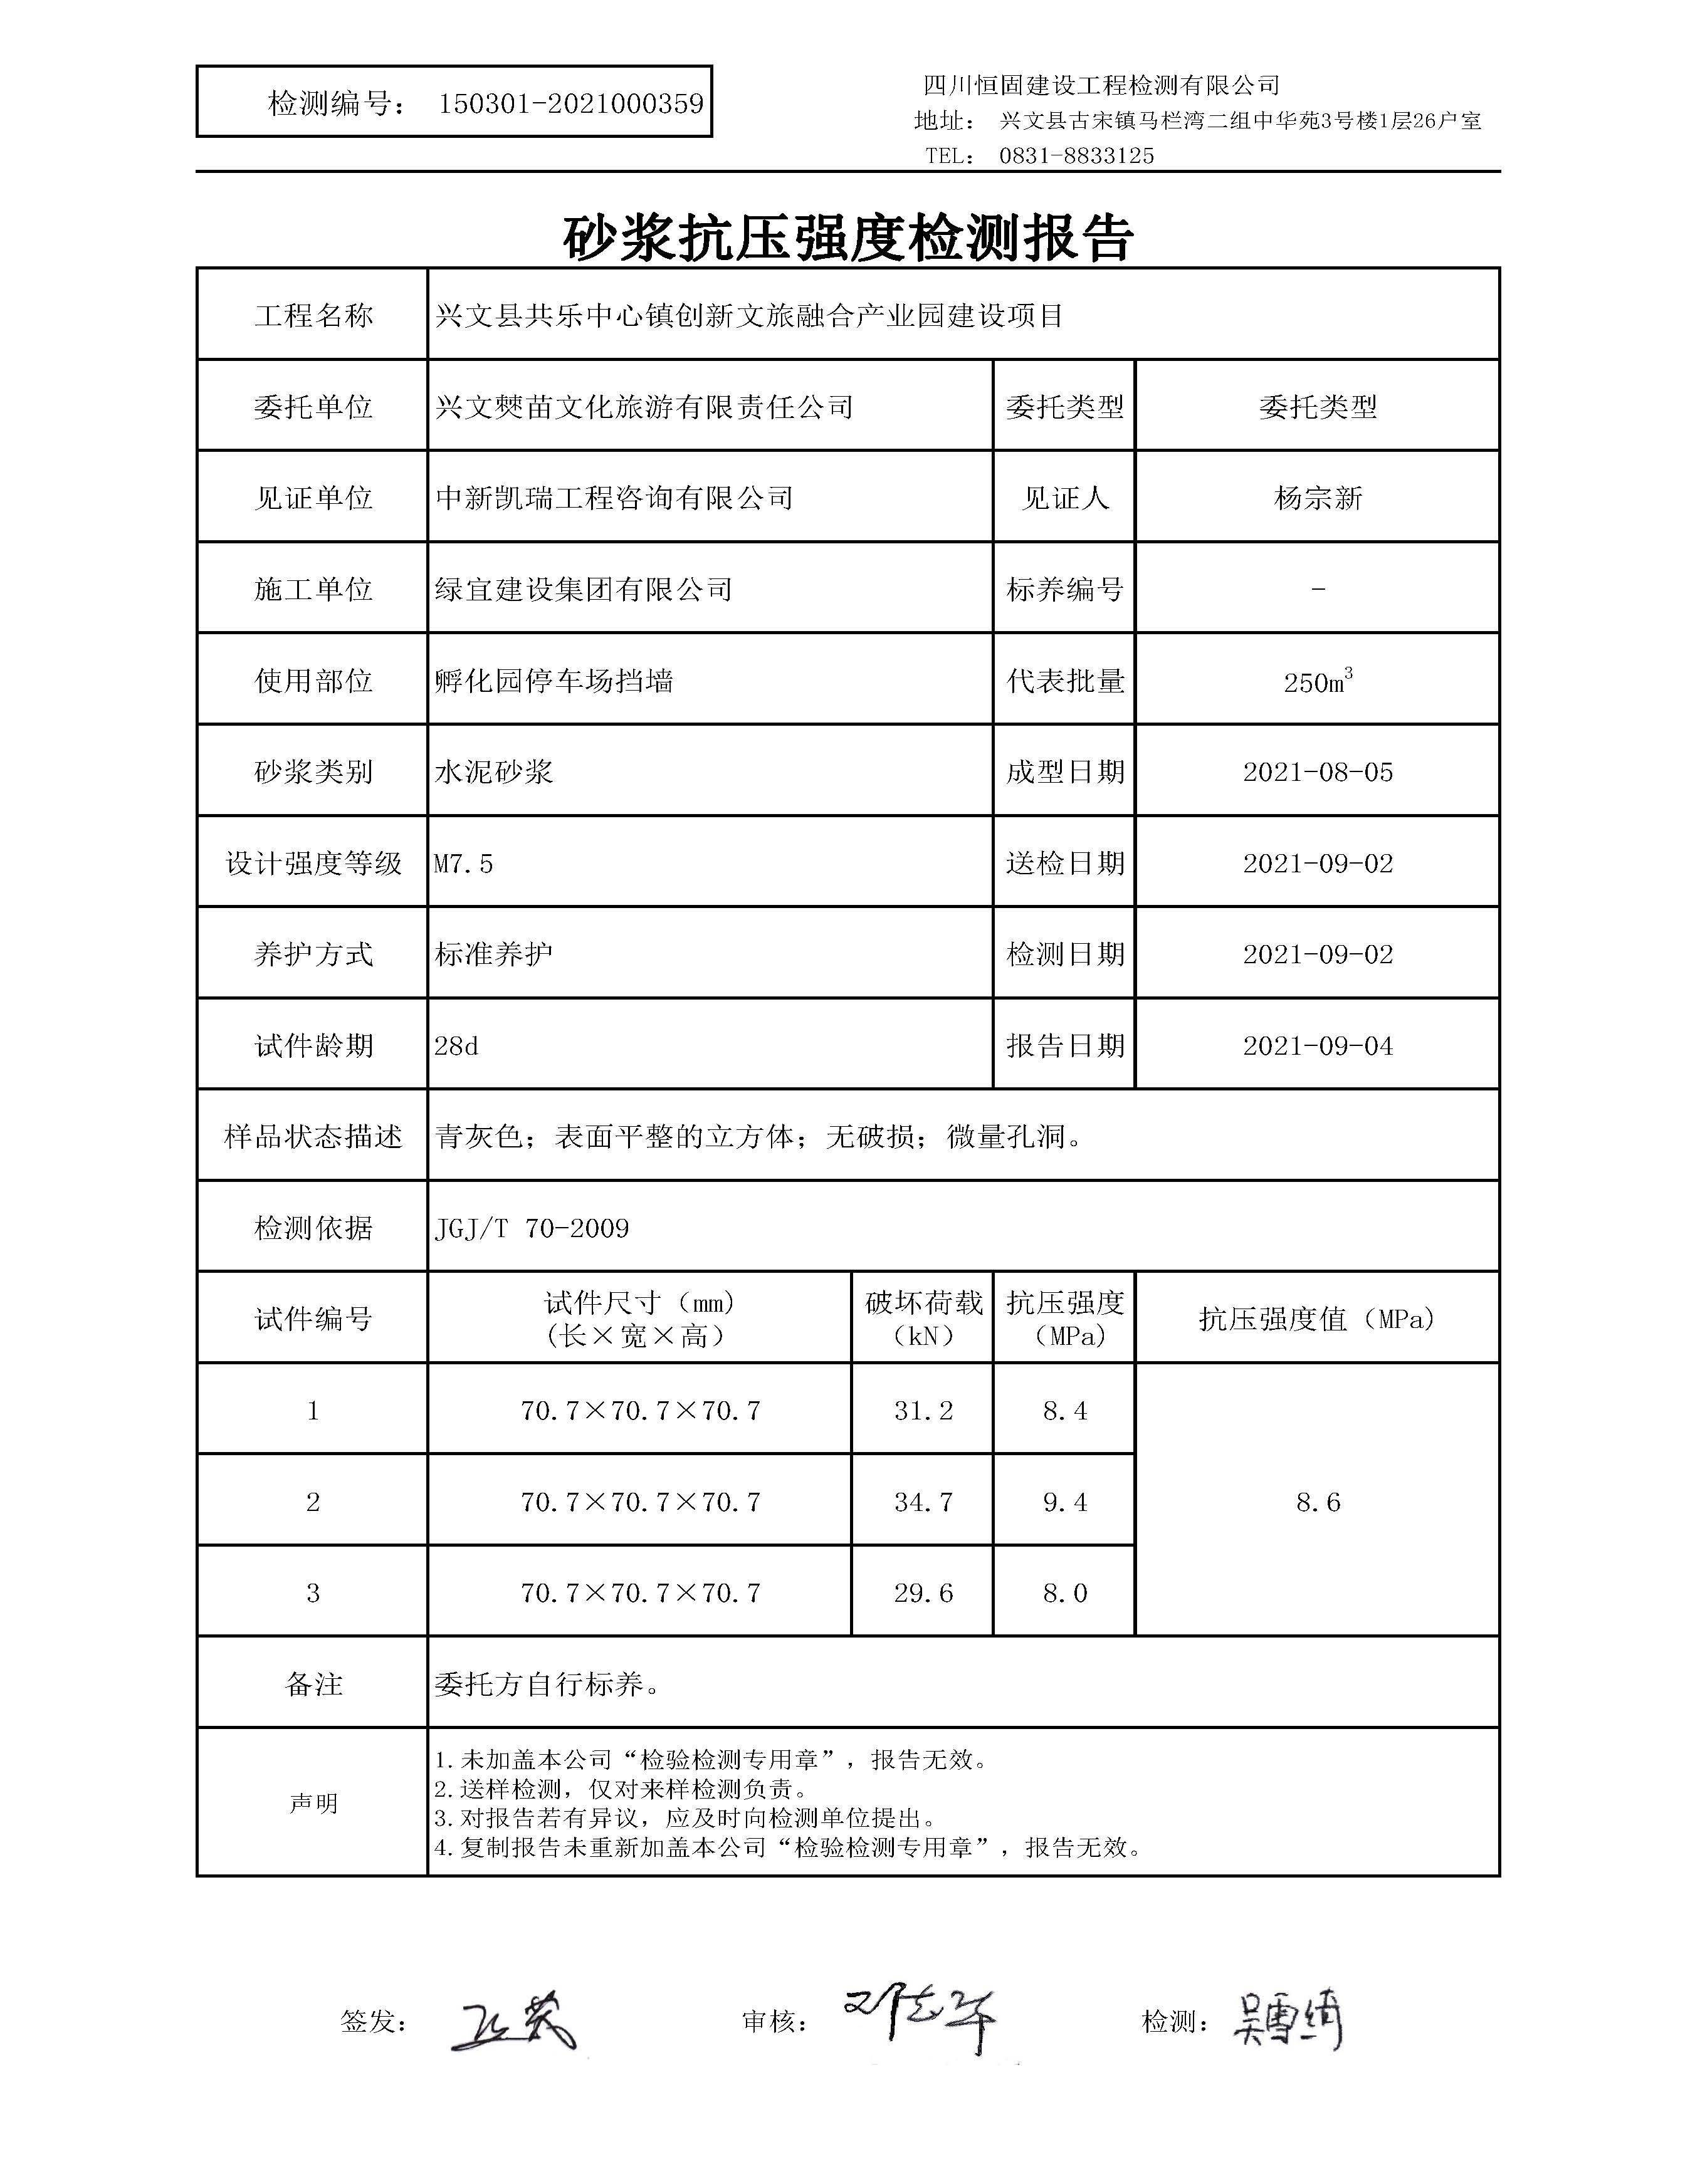 检测编号： 150301-2021000359
四川恒固建设工程检测有限公司
地址： 兴文县古宋镇马栏湾二组中华苑3号楼1层26户室
TEL： 0831-8833125
砂浆抗压强度检测报告
工程名称 兴文县共乐中心镇创新文旅融合产业园建设项目
委托单位 兴文僰苗文化旅游有限责任公司 委托类型 委托类型
见证单位 中新凯瑞工程咨询有限公司 见证人 杨宗新
施工单位 绿宜建设集团有限公司 标养编号 -
使用部位 孵化园停车场挡墙 代表批量 250m³
砂浆类别 水泥砂浆 成型日期 2021-08-05
设计强度等级 M7.5 送检日期 2021-09-02
养护方式 标准养护 检测日期 2021-09-02
试件龄期 28d 报告日期 2021-09-04
样品状态描述 青灰色；表面平整的立方体；无破损；微量孔洞。
检测依据 JGJ/T 70-2009
试件编号 试件尺寸（mm）（长×宽×高） 破坏荷载（kN） 抗压强度（MPa） 抗压强度值（MPa）
1 70.7×70.7×70.7 31.2 8.4
2 70.7×70.7×70.7 34.7 9.4 8.6
3 70.7×70.7×70.7 29.6 8.0
备注 委托方自行标养。
声明
1.未加盖本公司“检验检测专用章”，报告无效。
2.送样检测，仅对来样检测负责。
3.对报告若有异议，应及时向检测单位提出。
4.复制报告未重新加盖本公司“检验检测专用章”，报告无效。
签发： 审核： 检测：吴雪绮